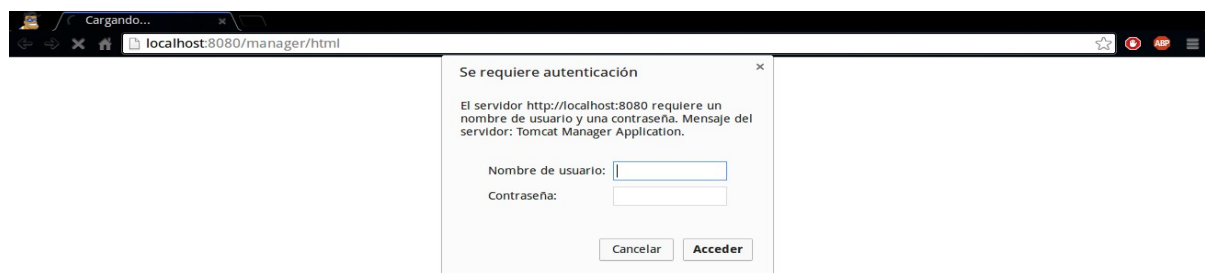 Cargando...
localhost:8080/manager/html
ABP
Se requiere autenticación
El servidor http://localhost:8080 requiere un
nombre de usuario y una contraseña. Mensaje del
servidor: Tomcat Manager Application.
Nombre de usuario:
Contraseña:
Cancelar
Acceder